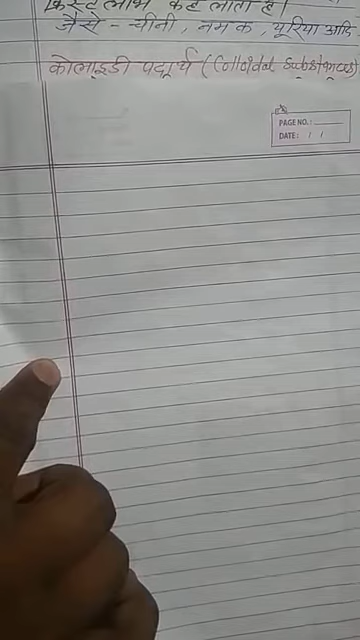 क्रिस्टलाभ कहलाता है।
जैसे - चीनी, नमक, यूरिया आदि
कोलाइडी पदार्थ (Colloidal Substances)
PAGE NO.:
DATE: / /